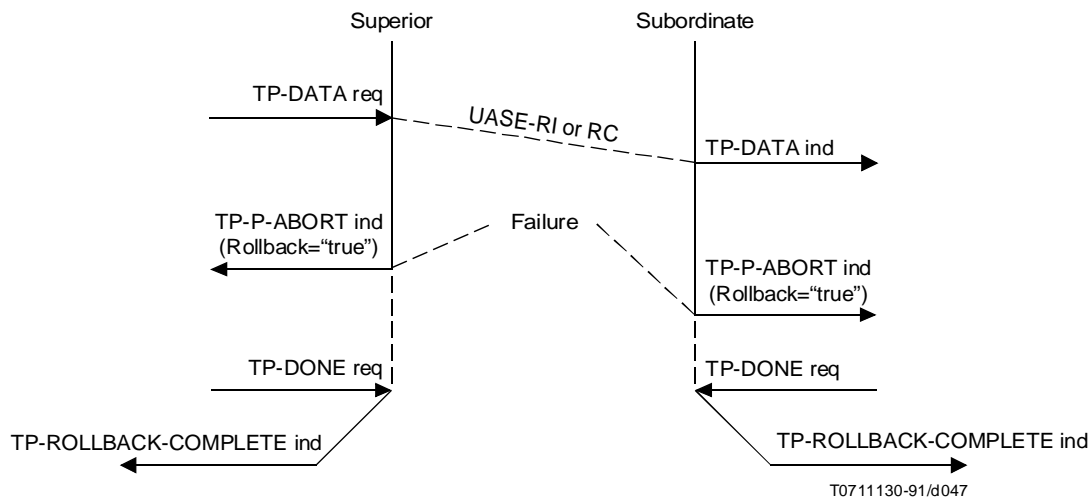 Superior
Subordinate
TP-DATA req
UASE-RI or RC
TP-DATA ind
TP-P-ABORT ind
(Rollback=“true”)
Failure
TP-P-ABORT ind
(Rollback=“true”)
TP-DONE req
TP-DONE req
TP-ROLLBACK-COMPLETE ind
TP-ROLLBACK-COMPLETE ind
T0711130-91/d047